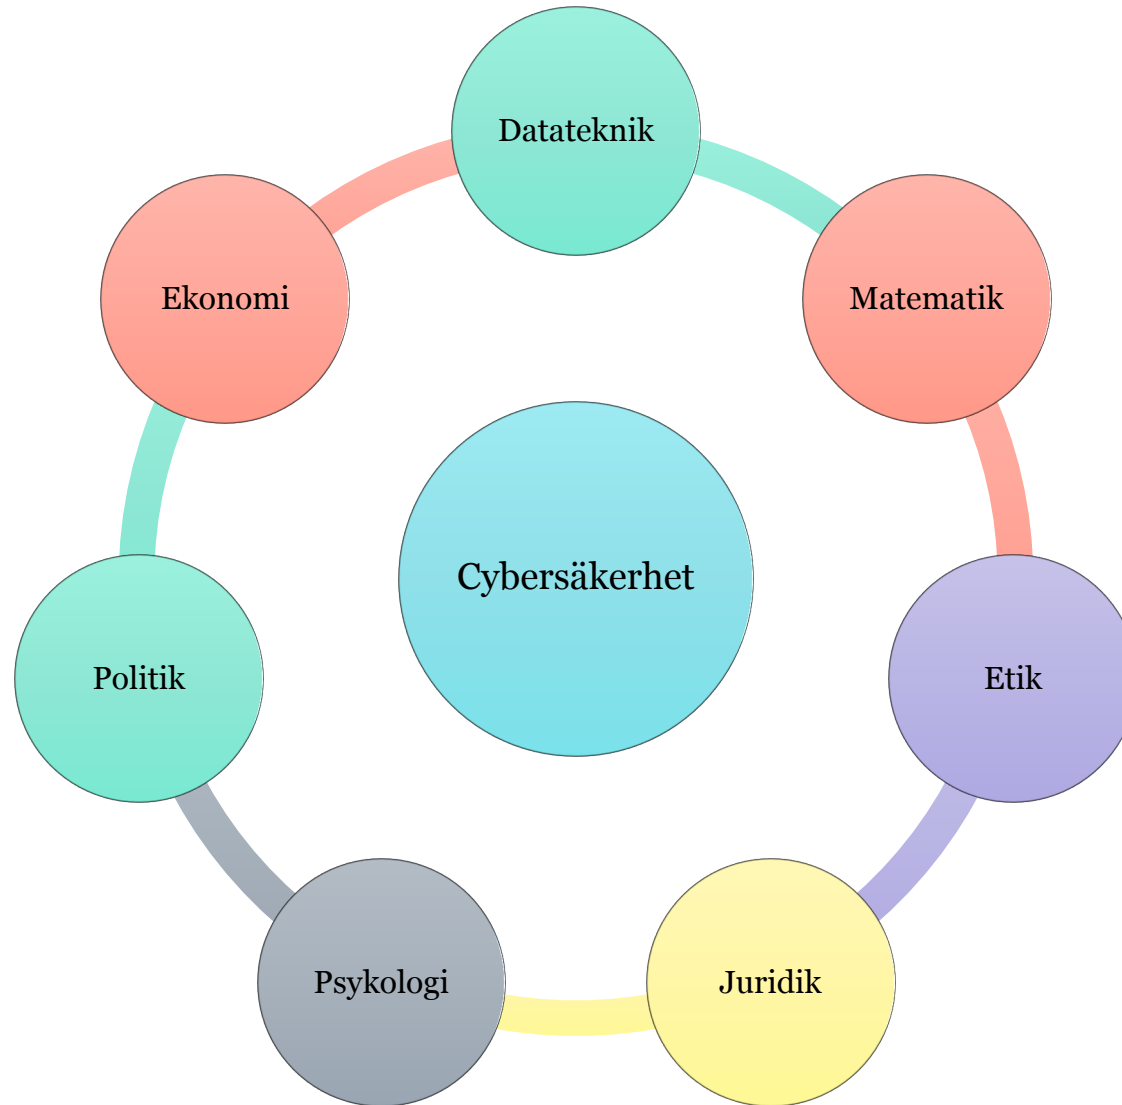 Datateknik
Ekonomi
Matematik
Cybersäkerhet
Politik
Etik
Psykologi
Juridik